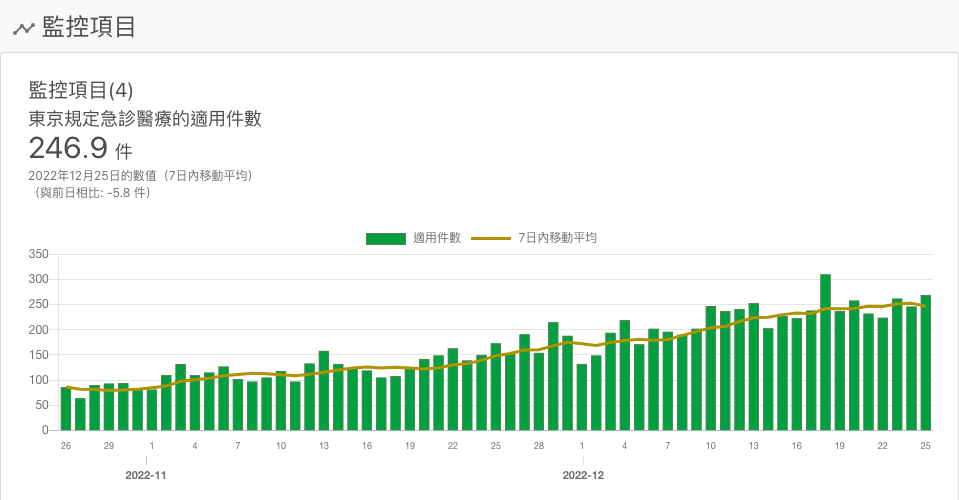 監控項目
監控項目(4)
東京規定急診醫療的適用件數
246.9 件
2022年12月25日的數值（7日內移動平均）
（與前日相比: -5.8 件）
適用件數 7日內移動平均
350
300
250
200
150
100
50
0
26 29 1 4 7 10 13 16 19 22 25 28 1 4 7 10 13 16 19 22 25
2022-11 2022-12